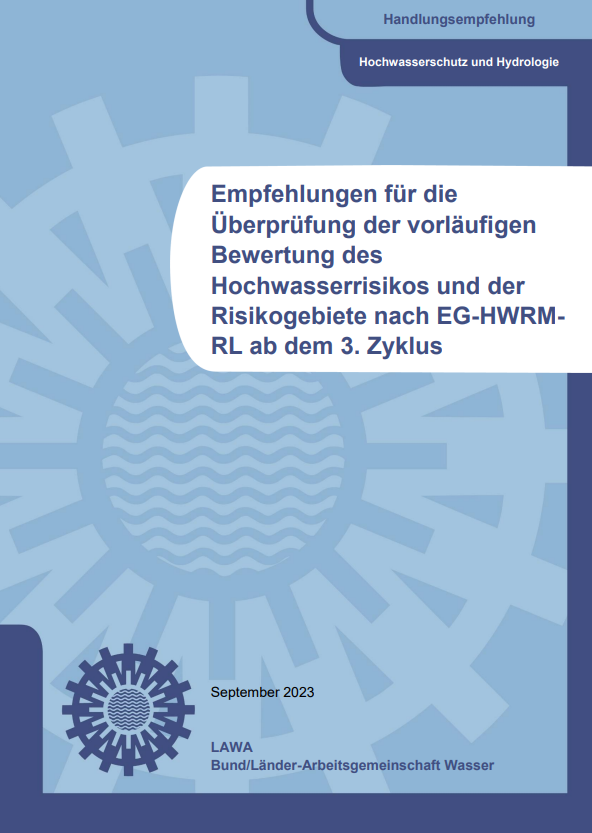 Handlungsempfehlung
Hochwasserschutz und Hydrologie
Empfehlungen für die
Überprüfung der vorläufigen
Bewertung des
Hochwasserrisikos und der
Risikogebiete nach EG-HWRM-
RL ab dem 3. Zyklus
September 2023
LAWA
Bund/Länder-Arbeitsgemeinschaft Wasser